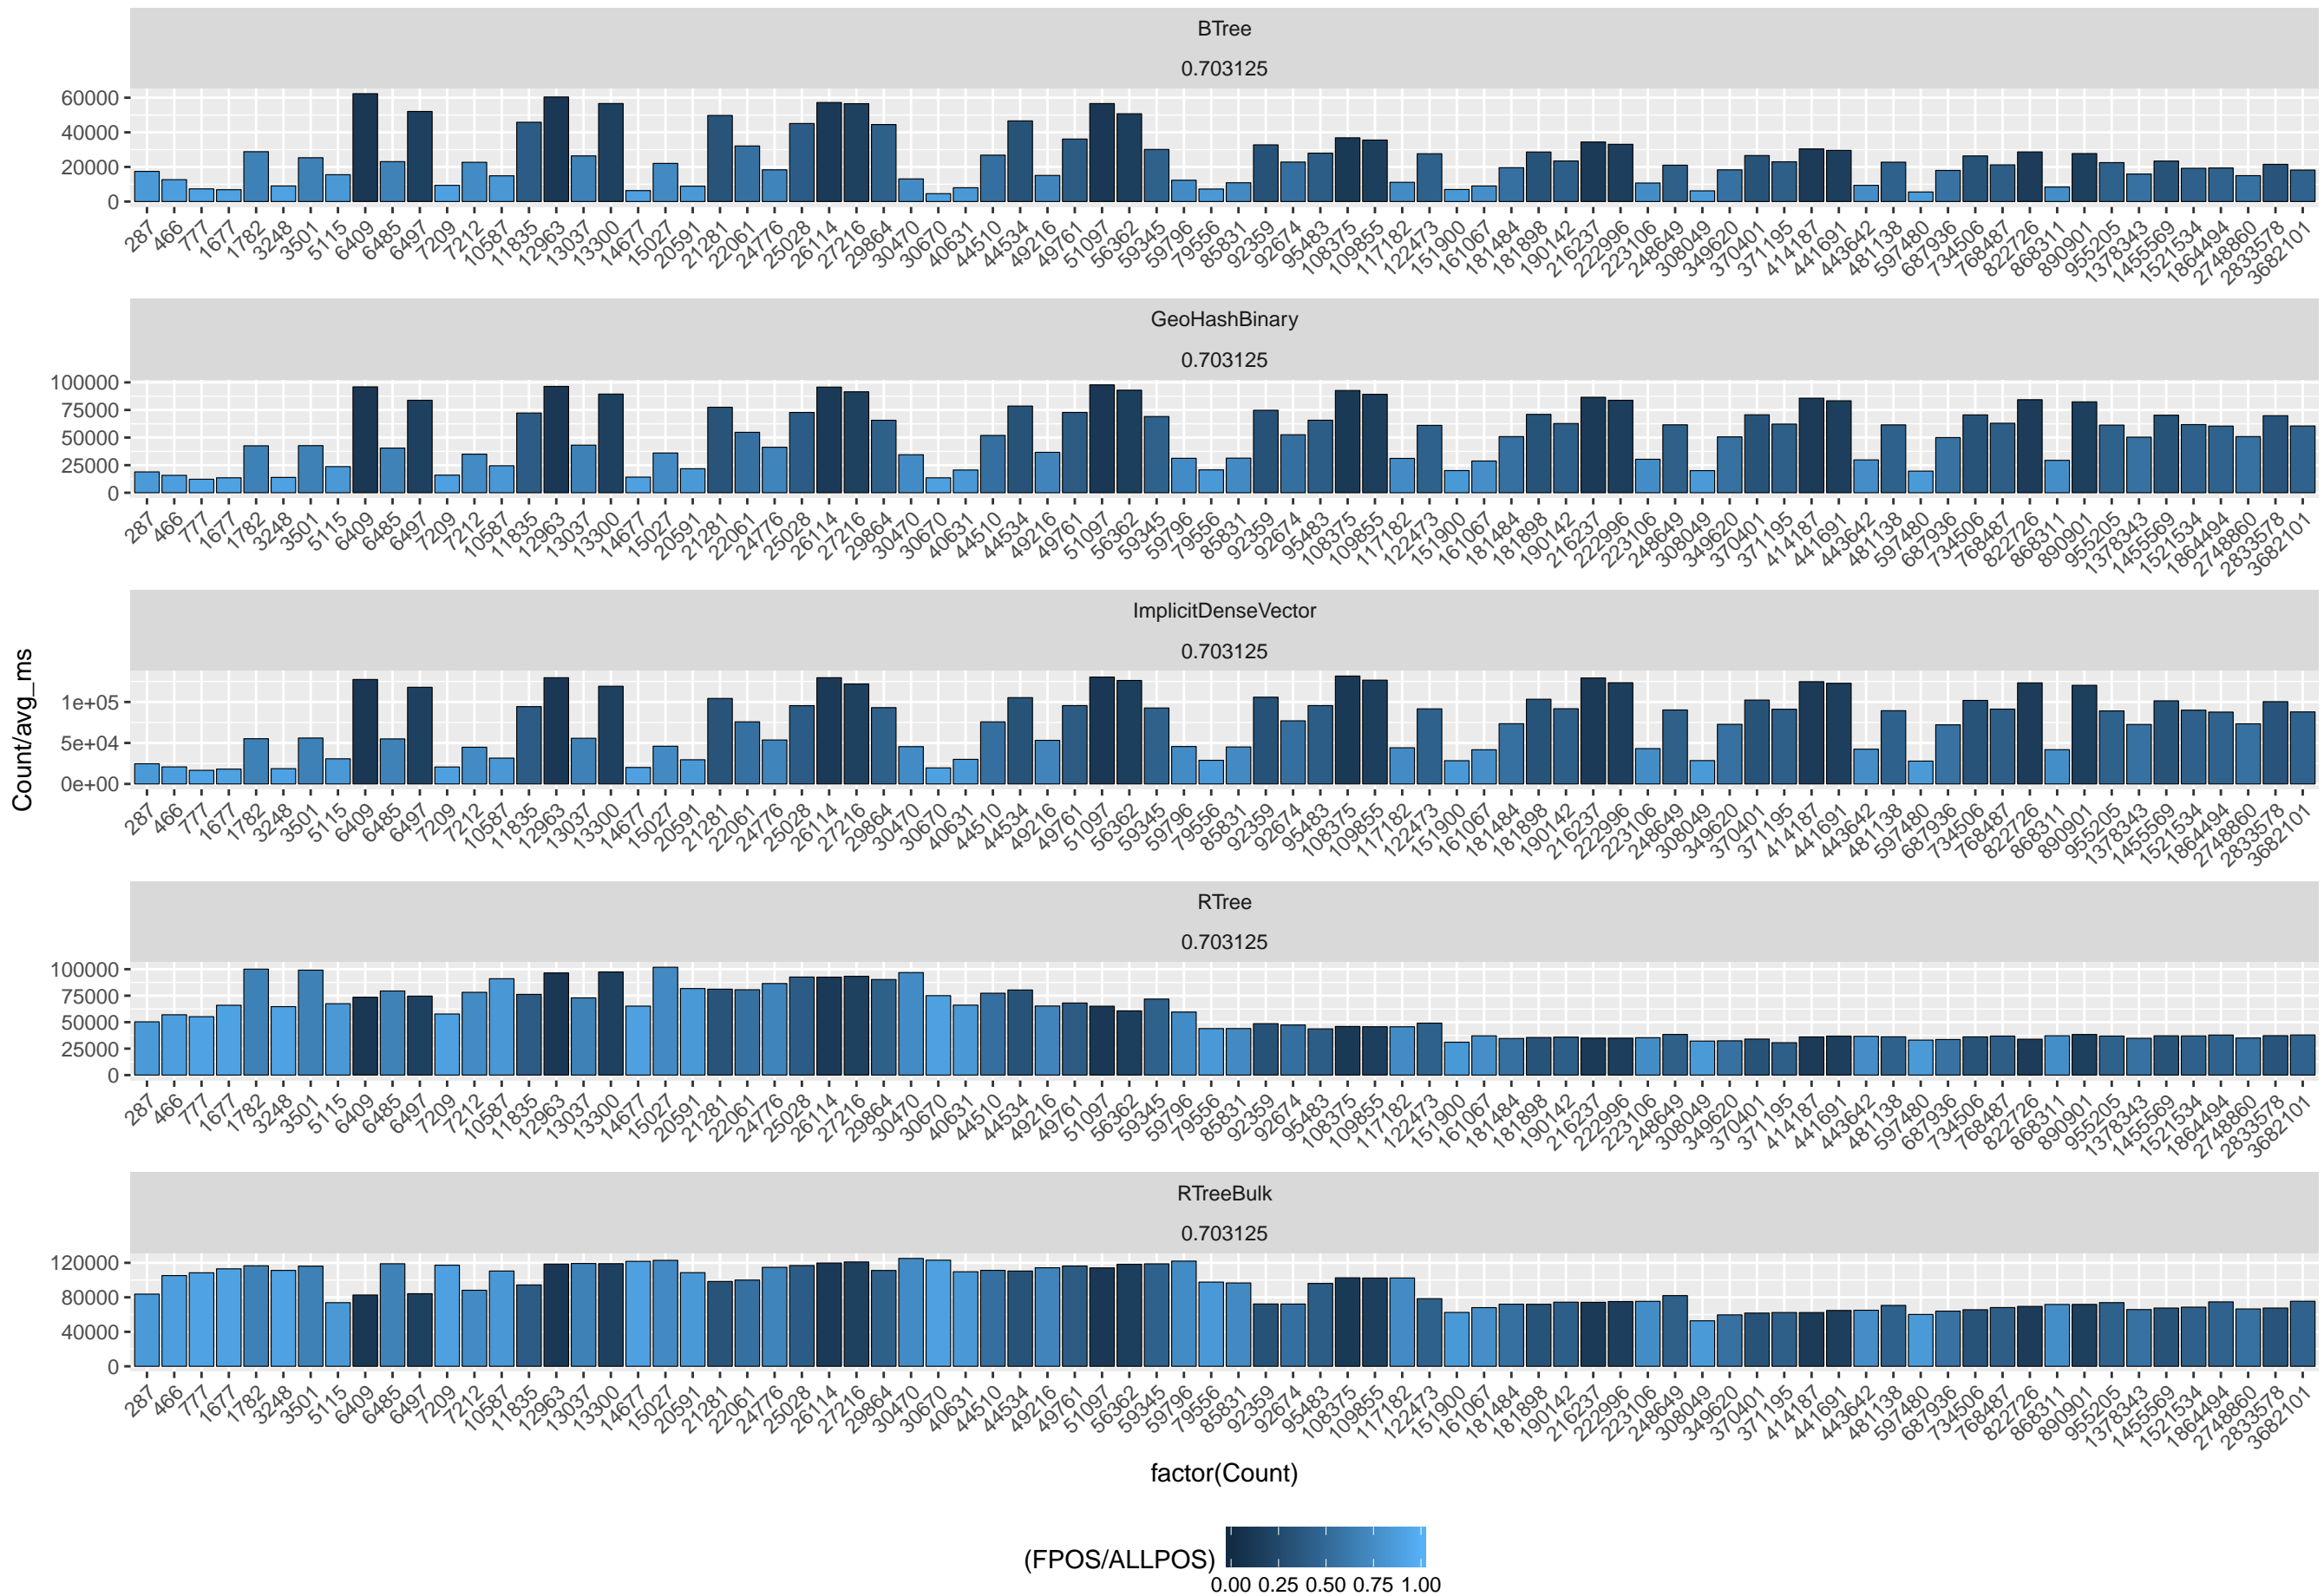 BTree
0.703125
60000
40000
20000
0
287 466 777 1677 1782 3248 3501 5115 6409 6485 6497 7209 7212 10587 11835 12963 13037 13300 14677 15027 20591 21281 22061 24776 25028 26114 27216 29864 30470 30670 40631 44510 44534 49216 49761 51097 56362 59345 59796 79556 85831 92359 92674 95483 108375 109855 117182 122473 151900 161067 181484 181898 190142 216237 222996 223106 248649 308049 349620 370401 371195 414187 441691 443642 481138 597480 687936 734506 768487 822726 868311 890901 955205 1378343 1455569 1521534 1864494 2748860 2833578 3682101
GeoHashBinary
0.703125
100000
75000
50000
25000
0
287 466 777 1677 1782 3248 3501 5115 6409 6485 6497 7209 7212 10587 11835 12963 13037 13300 14677 15027 20591 21281 22061 24776 25028 26114 27216 29864 30470 30670 40631 44510 44534 49216 49761 51097 56362 59345 59796 79556 85831 92359 92674 95483 108375 109855 117182 122473 151900 161067 181484 181898 190142 216237 222996 223106 248649 308049 349620 370401 371195 414187 441691 443642 481138 597480 687936 734506 768487 822726 868311 890901 955205 1378343 1455569 1521534 1864494 2748860 2833578 3682101
ImplicitDenseVector
0.703125
Count/avg_ms
1e+05
5e+04
0e+00
287 466 777 1677 1782 3248 3501 5115 6409 6485 6497 7209 7212 10587 11835 12963 13037 13300 14677 15027 20591 21281 22061 24776 25028 26114 27216 29864 30470 30670 40631 44510 44534 49216 49761 51097 56362 59345 59796 79556 85831 92359 92674 95483 108375 109855 117182 122473 151900 161067 181484 181898 190142 216237 222996 223106 248649 308049 349620 370401 371195 414187 441691 443642 481138 597480 687936 734506 768487 822726 868311 890901 955205 1378343 1455569 1521534 1864494 2748860 2833578 3682101
RTree
0.703125
100000
75000
50000
25000
0
287 466 777 1677 1782 3248 3501 5115 6409 6485 6497 7209 7212 10587 11835 12963 13037 13300 14677 15027 20591 21281 22061 24776 25028 26114 27216 29864 30470 30670 40631 44510 44534 49216 49761 51097 56362 59345 59796 79556 85831 92359 92674 95483 108375 109855 117182 122473 151900 161067 181484 181898 190142 216237 222996 223106 248649 308049 349620 370401 371195 414187 441691 443642 481138 597480 687936 734506 768487 822726 868311 890901 955205 1378343 1455569 1521534 1864494 2748860 2833578 3682101
RTreeBulk
0.703125
120000
80000
40000
0
287 466 777 1677 1782 3248 3501 5115 6409 6485 6497 7209 7212 10587 11835 12963 13037 13300 14677 15027 20591 21281 22061 24776 25028 26114 27216 29864 30470 30670 40631 44510 44534 49216 49761 51097 56362 59345 59796 79556 85831 92359 92674 95483 108375 109855 117182 122473 151900 161067 181484 181898 190142 216237 222996 223106 248649 308049 349620 370401 371195 414187 441691 443642 481138 597480 687936 734506 768487 822726 868311 890901 955205 1378343 1455569 1521534 1864494 2748860 2833578 3682101
factor(Count)
(FPOS/ALLPOS)
0.00 0.25 0.50 0.75 1.00